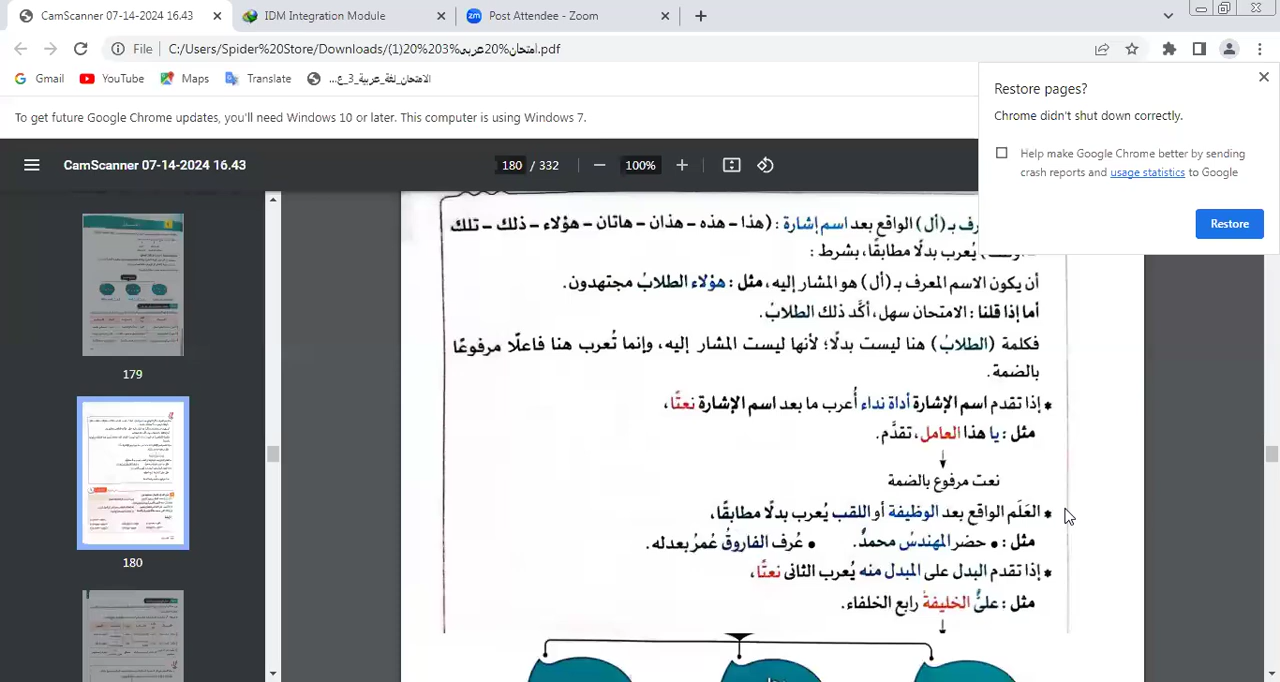 CamScanner 07-14-2024 16.43
IDM Integration Module
Post Attendee - Zoom
File
C:/Users/Spider%20Store/Downloads/(1)%20%203%امتحان%20عربى.pdf
Gmail
YouTube
Maps
Translate
الامتحان_لغة_عربية_3_ع...
Restore pages?
Chrome didn't shut down correctly.
Help make Google Chrome better by sending
crash reports and usage statistics to Google
Restore
To get future Google Chrome updates, you'll need Windows 10 or later. This computer is using Windows 7.
CamScanner 07-14-2024 16.43
180 / 332
100%
179
180
بـ (أل) الواقع بعد اسم إشارة : (هذا - هذه - هذان - هاتان - هؤلاء - ذلك - تلك
يُعرب بدلًا مطابقًا، بشرط :
أن يكون الاسم المعرف بـ (أل) هو المشار إليه، مثل : هؤلاء الطلابُ مجتهدون.
أما إذا قلنا : الامتحان سهل، أكَّد ذلك الطلابُ.
فكلمة (الطلابُ) هنا ليست بدلًا؛ لأنها ليست المشار إليه، وإنما تُعرب هنا فاعلًا مرفوعًا
بالضمة.
* إذا تقدم اسم الإشارة أداة نداء أُعرب ما بعد اسم الإشارة نعتًا،
مثل : يا هذا العامل، تقدَّم.
نعت مرفوع بالضمة
* العَلَم الواقع بعد الوظيفة أو اللقب يُعرب بدلًا مطابقًا،
مثل : • حضر المهندسُ محمدٌ. • عُرف الفاروقُ عُمرُ بعدله.
* إذا تقدم البدل على المبدل منه يُعرب الثانى نعتًا،
مثل : علىٌّ الخليفةُ رابع الخلفاء.